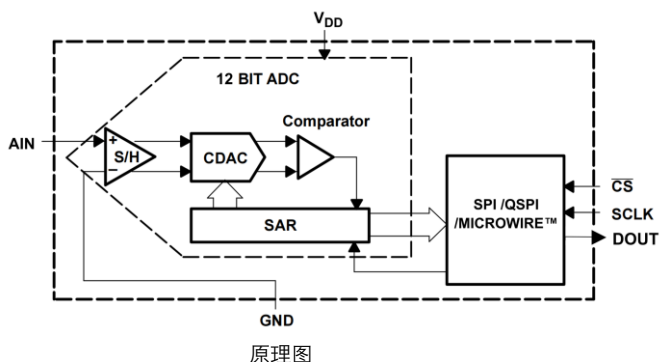 VDD
12 BIT ADC
Comparator
AIN
+
S/H
−
CDAC
SPI /QSPI
/MICROWIRE™
CS
SCLK
DOUT
SAR
GND
原理图